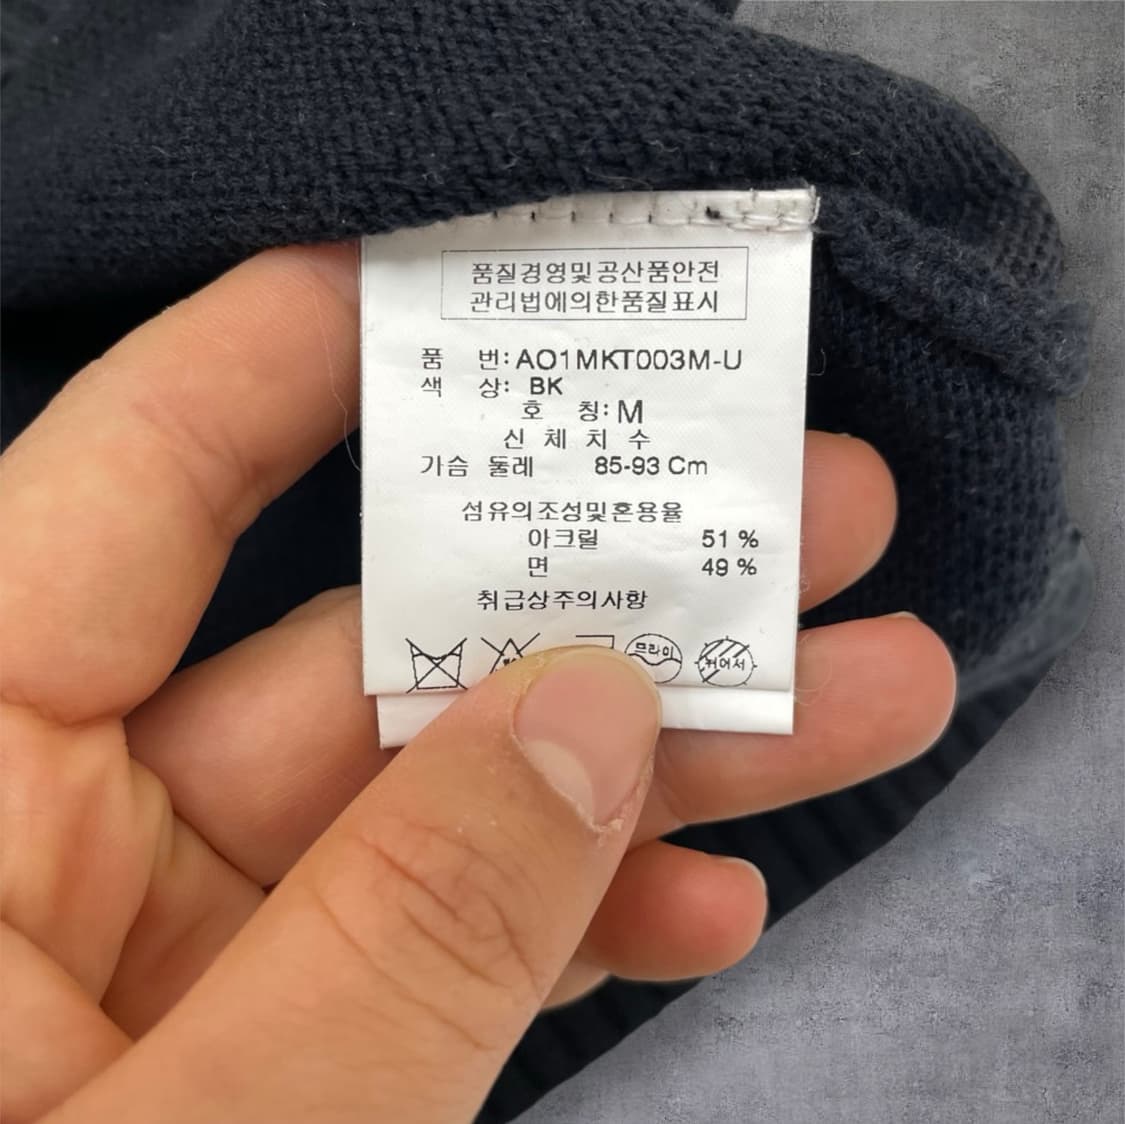 품질경영및공산품안전
관리법에의한품질표시
품 번: AO1MKT003M-U
색 상: BK
호 칭: M
신 체 치 수
가슴 둘레 85-93 Cm
섬유의조성및혼용율
아크릴 51 %
면 49 %
취급상주의사항
드라이
뉘어서